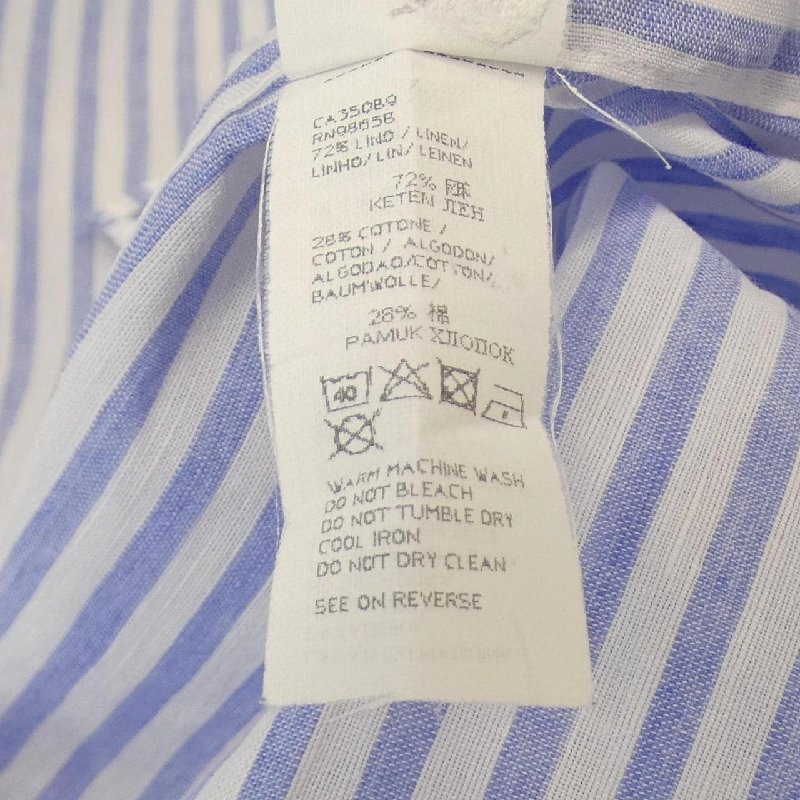 CA35089
RN98656
72% LINO / LINEN/
LINHO/ LIN/ LEINEN
72% 麻
KETEN ЛЕН
28% COTONE /
COTON / ALGODON/
ALGODAO/COTTON/
BAUMWOLLE/
28% 棉
PAMUK ХЛОПОК
40
WARM MACHINE WASH
DO NOT BLEACH
DO NOT TUMBLE DRY
COOL IRON
DO NOT DRY CLEAN
SEE ON REVERSE